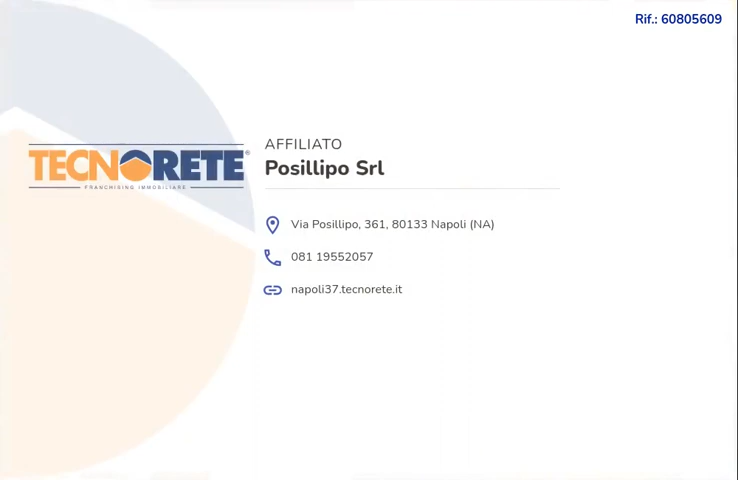 Rif.: 60805609
AFFILIATO
TECNORETE®
Posillipo Srl
FRANCHISING IMMOBILIARE
Via Posillipo, 361, 80133 Napoli (NA)
081 19552057
napoli37.tecnorete.it